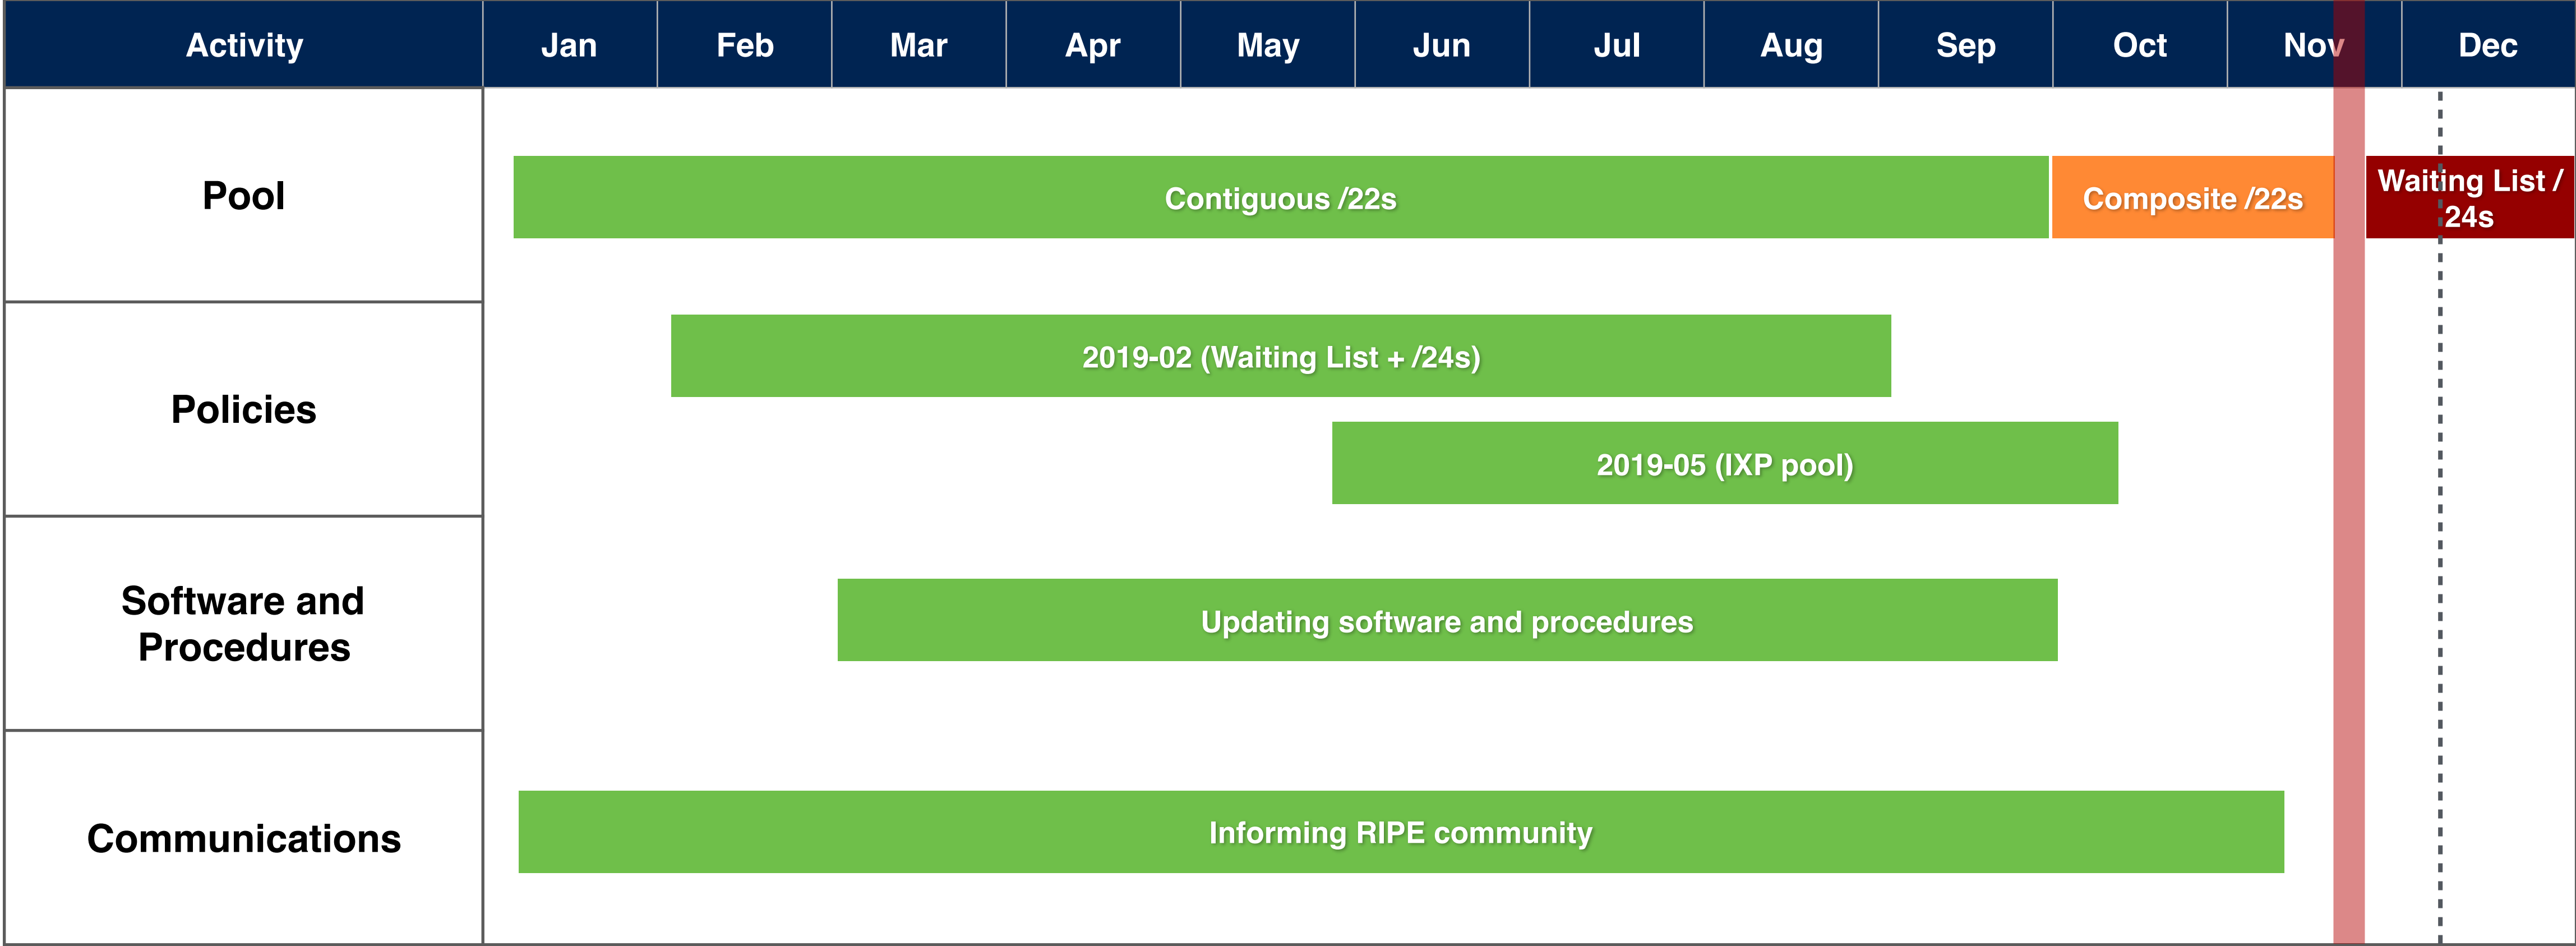 Activity Jan Feb Mar Apr May Jun Jul Aug Sep Oct Nov Dec
Pool
Contiguous /22s
Composite /22s
Waiting List /
24s
Policies
2019-02 (Waiting List + /24s)
2019-05 (IXP pool)
Software and
Procedures
Updating software and procedures
Communications
Informing RIPE community